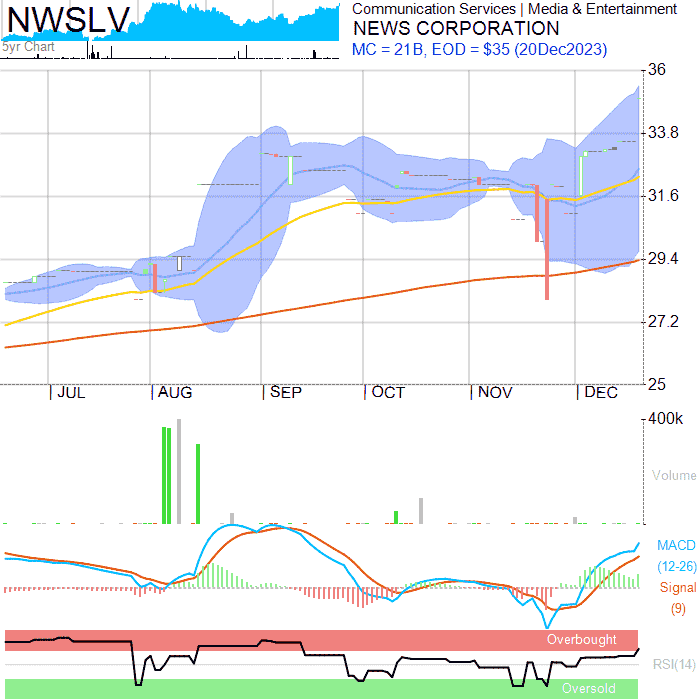 NWSLV
5yr Chart
Communication Services | Media & Entertainment
NEWS CORPORATION
MC = 21B, EOD = $35 (20Dec2023)
36
33.8
31.6
29.4
27.2
25
JUL AUG SEP OCT NOV DEC
400k
Volume
MACD
(12-26)
Signal
(9)
Overbought
RSI(14)
Oversold